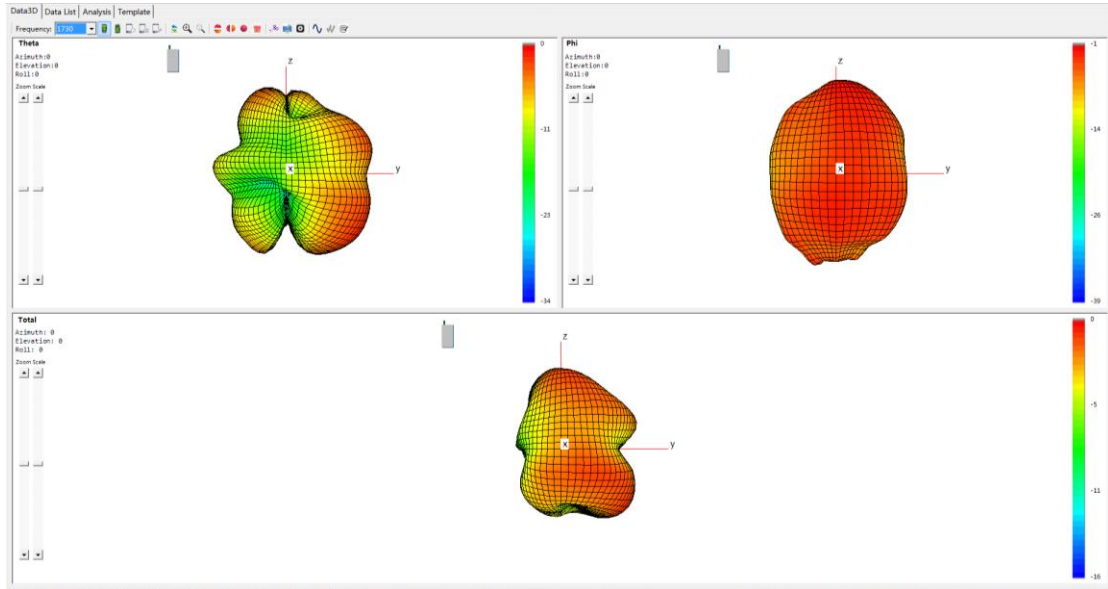 Data3D Data List Analysis Template
Frequency: 1730
Theta
Azimuth:0
Elevation:0
Roll:0
Zoom Scale
z
x
y
0
-11
-23
-34
Phi
Azimuth:0
Elevation:0
Roll:0
Zoom Scale
z
x
y
-1
-14
-26
-39
Total
Azimuth: 0
Elevation: 0
Roll: 0
Zoom Scale
z
x
y
0
-5
-11
-16